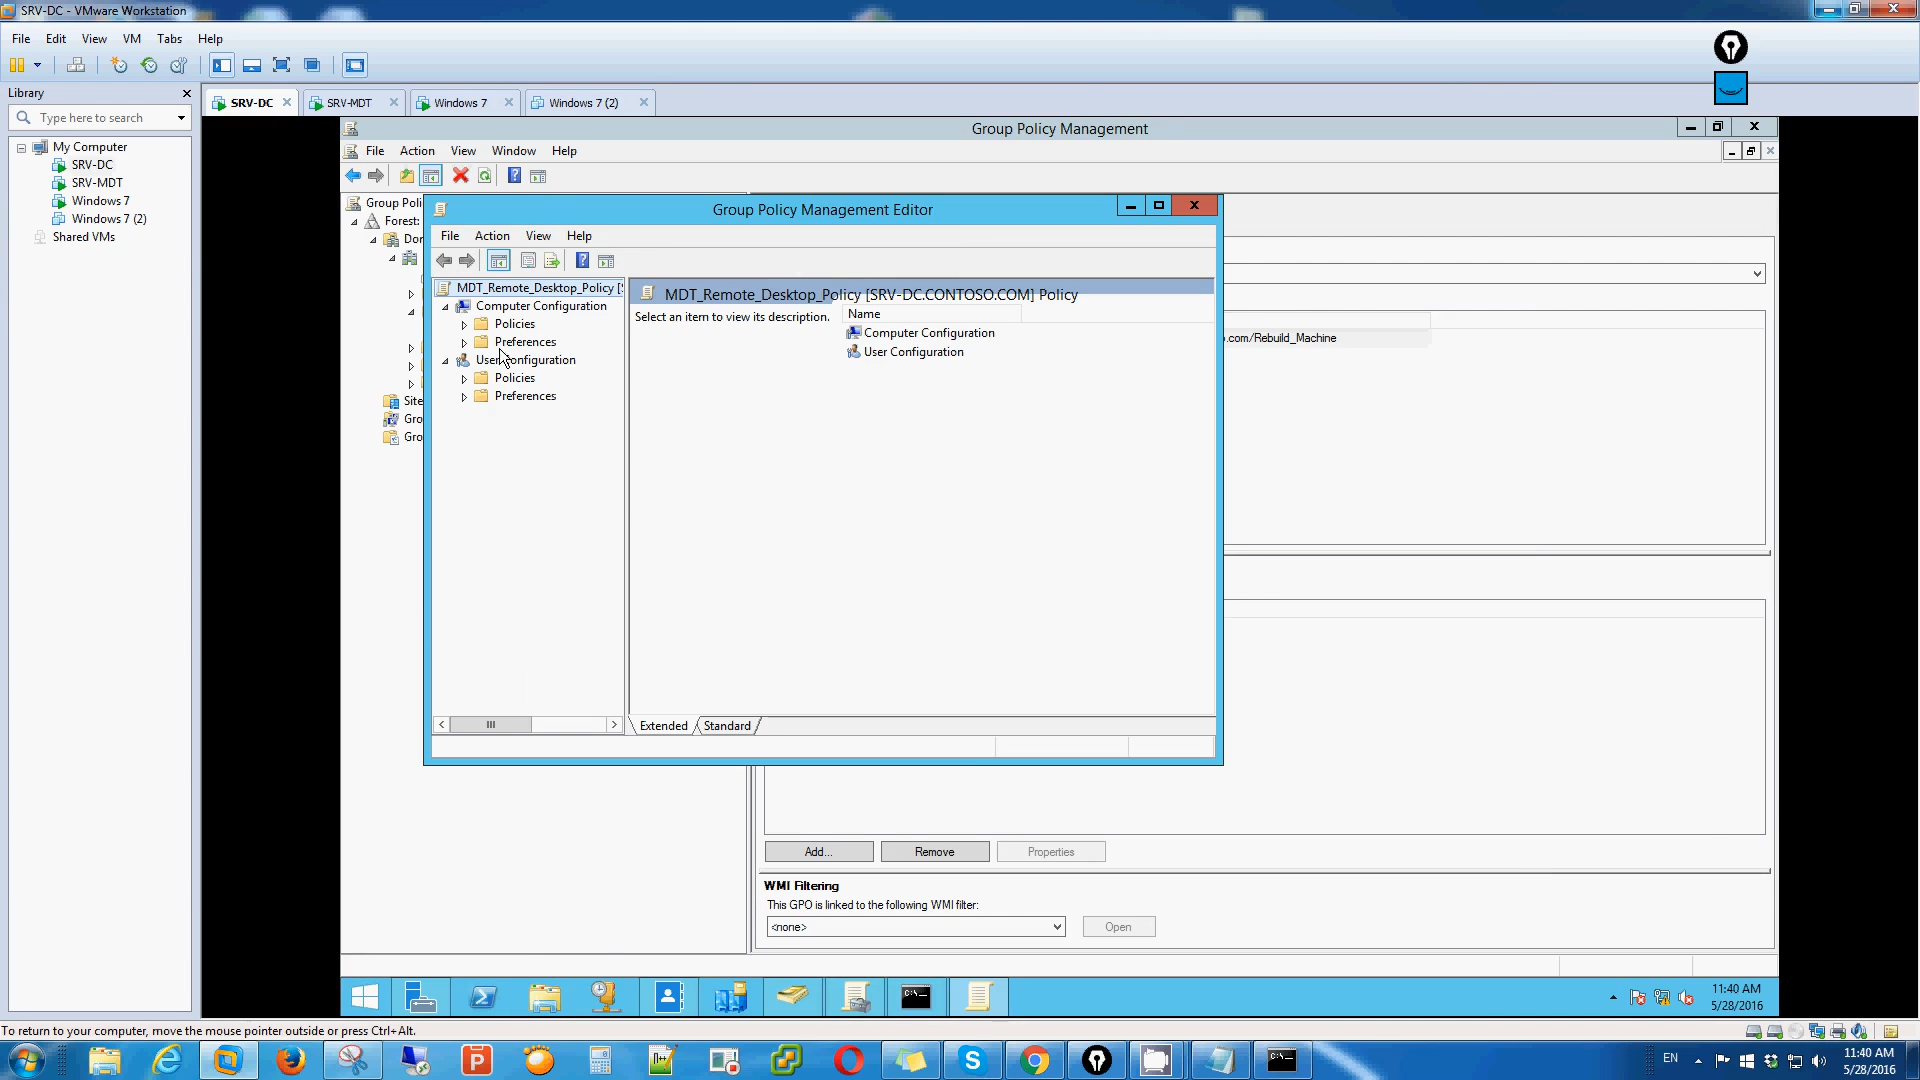 SRV-DC - VMware Workstation
File Edit View VM Tabs Help
Library
Type here to search
My Computer
SRV-DC
SRV-MDT
Windows 7
Windows 7 (2)
Shared VMs
SRV-DC SRV-MDT Windows 7 Windows 7 (2)
Group Policy Management
File Action View Window Help
Group Poli
Forest:
Dor
Site
Gro
Gro
Group Policy Management Editor
File Action View Help
MDT_Remote_Desktop_Policy [S
Computer Configuration
Policies
Preferences
User Configuration
Policies
Preferences
MDT_Remote_Desktop_Policy [SRV-DC.CONTOSO.COM] Policy
Select an item to view its description.
Name
Computer Configuration
User Configuration
Extended Standard
o.com/Rebuild_Machine
Add... Remove Properties
WMI Filtering
This GPO is linked to the following WMI filter:
<none> Open
11:40 AM
5/28/2016
To return to your computer, move the mouse pointer outside or press Ctrl+Alt.
EN
11:40 AM
5/28/2016